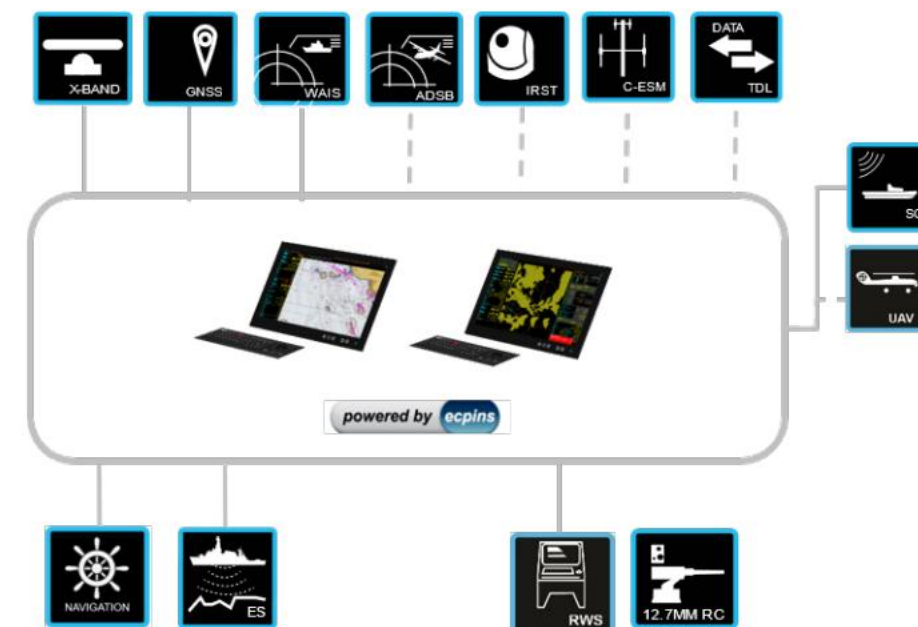 X-BAND
GNSS
WAIS
ADSB
IRST
C-ESM
DATA
TDL
UAV
powered by ecpins
NAVIGATION
ES
RWS
12.7MM RC